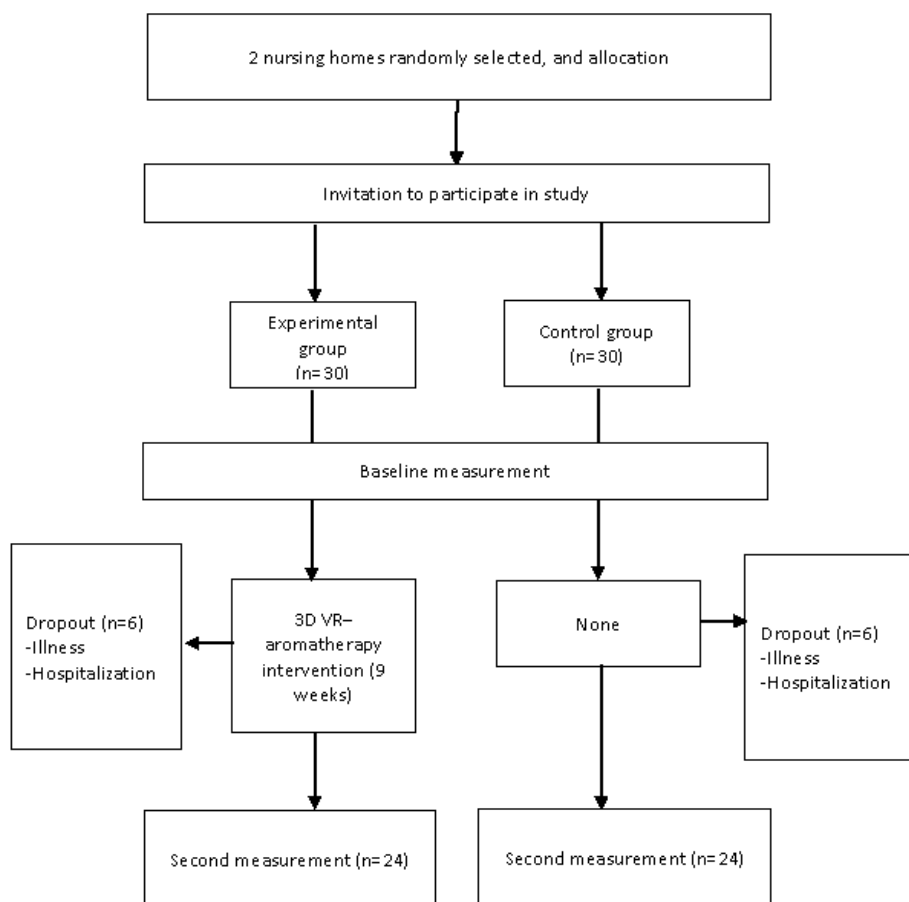 2 nursing homes randomly selected, and allocation
Invitation to participate in study
Experimental
group
(n=30)
Control group
(n=30)
Baseline measurement
Dropout (n=6)
-Illness
-Hospitalization
3D VR–
aromatherapy
intervention (9
weeks)
None
Dropout (n=6)
-Illness
-Hospitalization
Second measurement (n=24)
Second measurement (n=24)